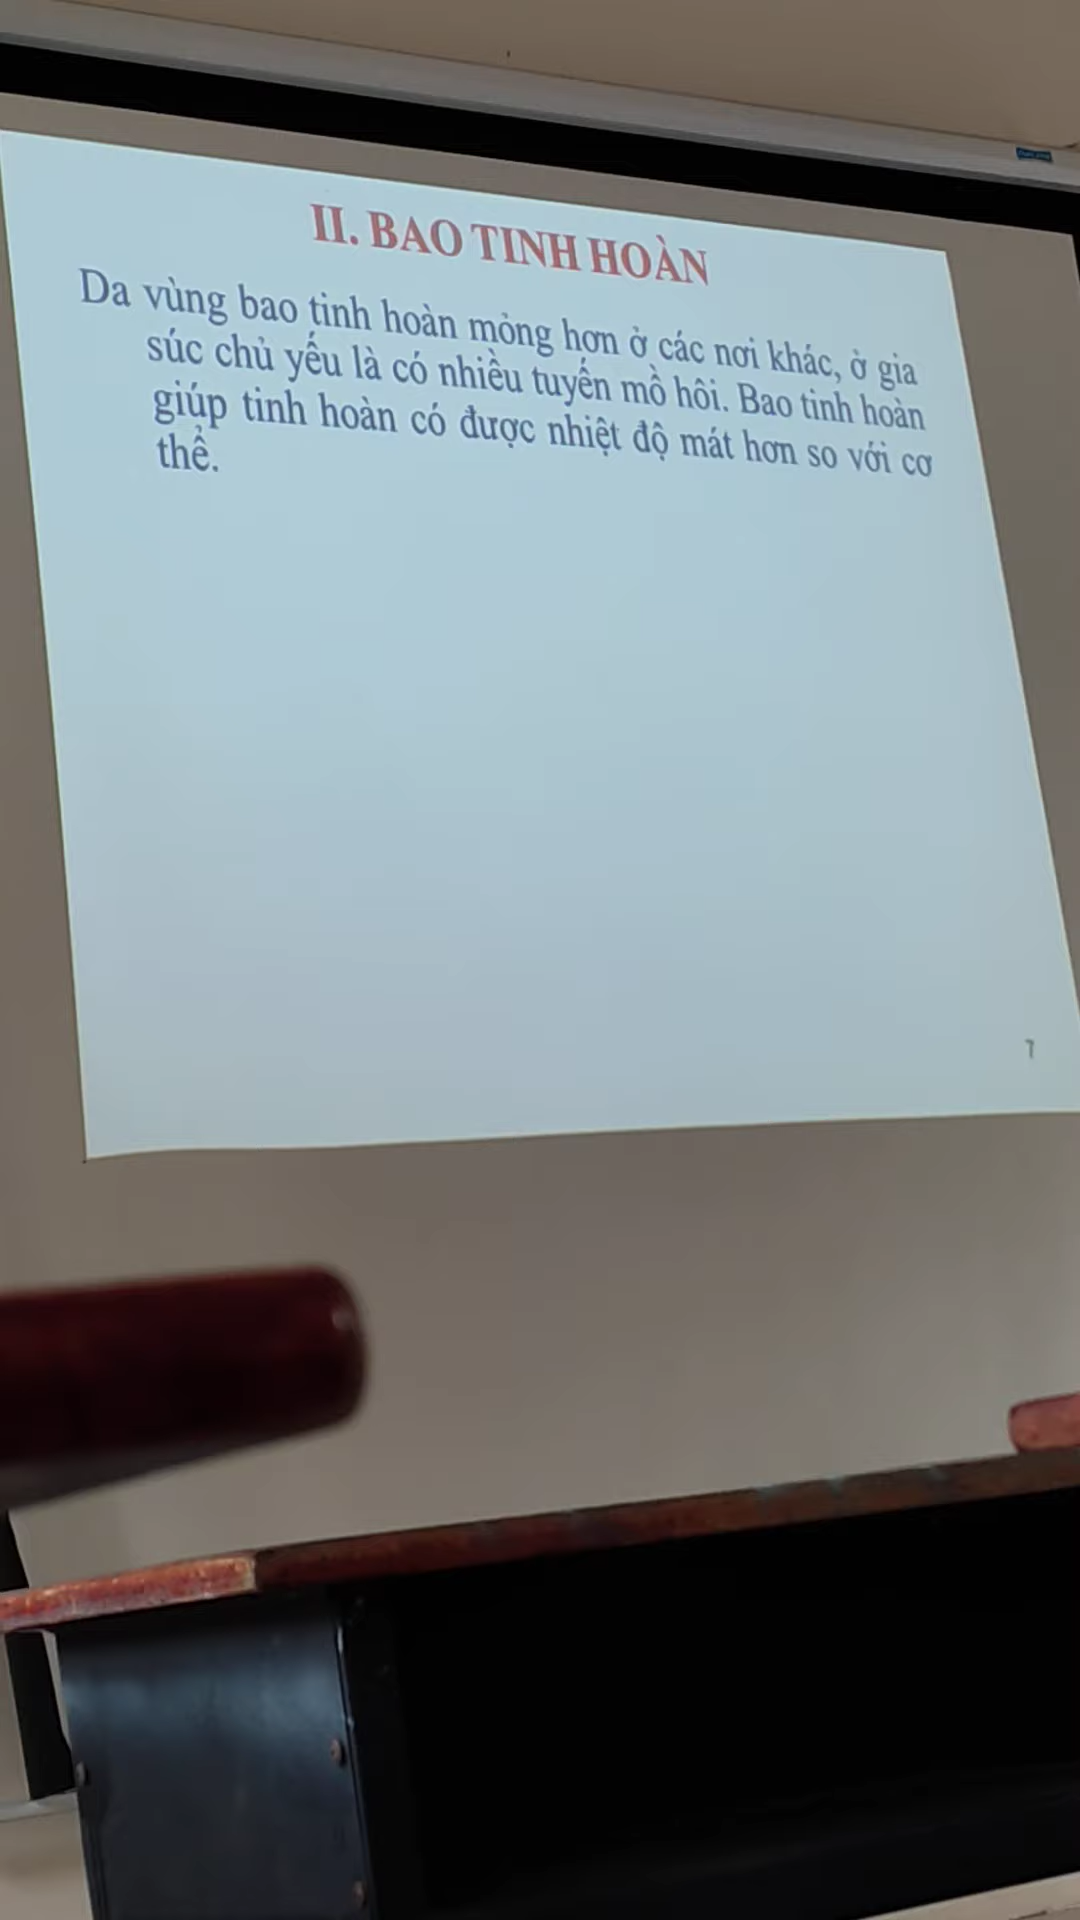 II. BAO TINH HOÀN
Da vùng bao tinh hoàn mỏng hơn ở các nơi khác, ở gia
súc chủ yếu là có nhiều tuyến mồ hôi. Bao tinh hoàn
giúp tinh hoàn có được nhiệt độ mát hơn so với cơ
thể.
7